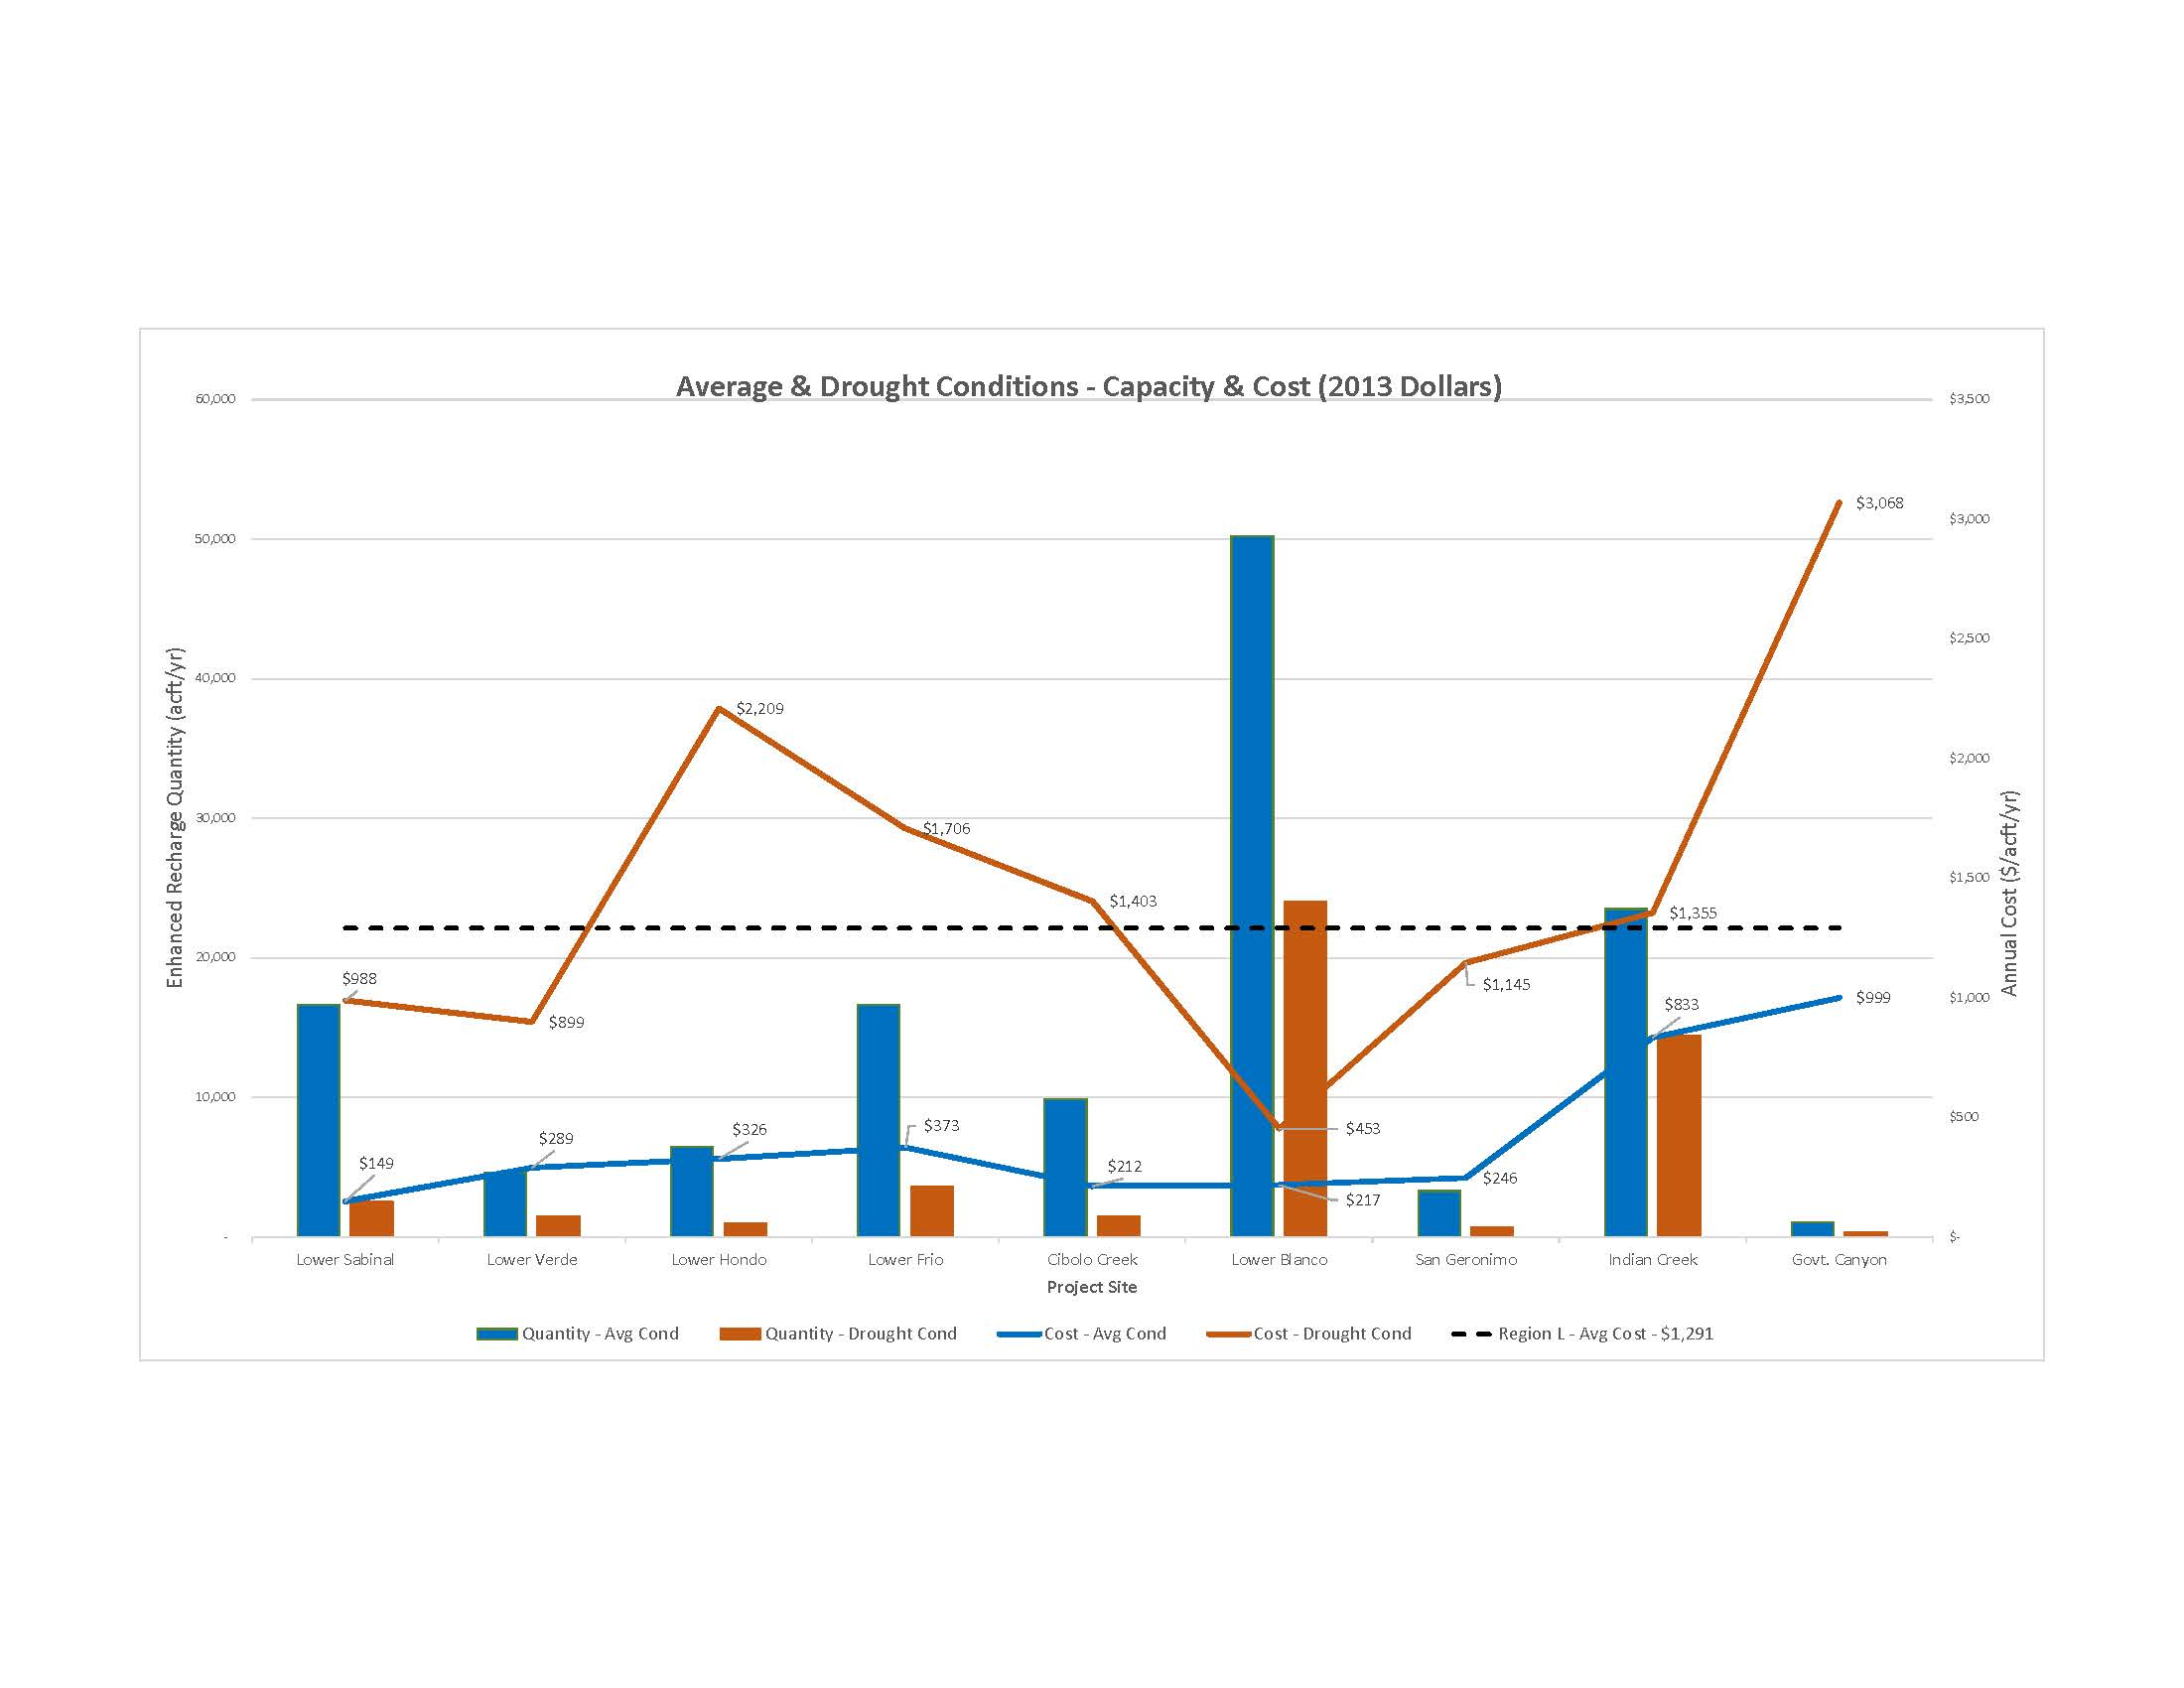 Average & Drought Conditions - Capacity & Cost (2013 Dollars)
Enhanced Recharge Quantity (acft/yr)
60,000
50,000
40,000
30,000
20,000
10,000
-
$3,500
$3,000
$2,500
$2,000
$1,500
$1,000
$500
$-
Annual Cost ($/acft/yr)
$988
$899
$2,209
$1,706
$1,403
$453
$1,145
$1,355
$3,068
$149
$289
$326
$373
$212
$217
$246
$833
$999
Lower Sabinal
Lower Verde
Lower Hondo
Lower Frio
Cibolo Creek
Lower Blanco
San Geronimo
Indian Creek
Govt. Canyon
Project Site
Quantity - Avg Cond
Quantity - Drought Cond
Cost - Avg Cond
Cost - Drought Cond
Region L - Avg Cost - $1,291